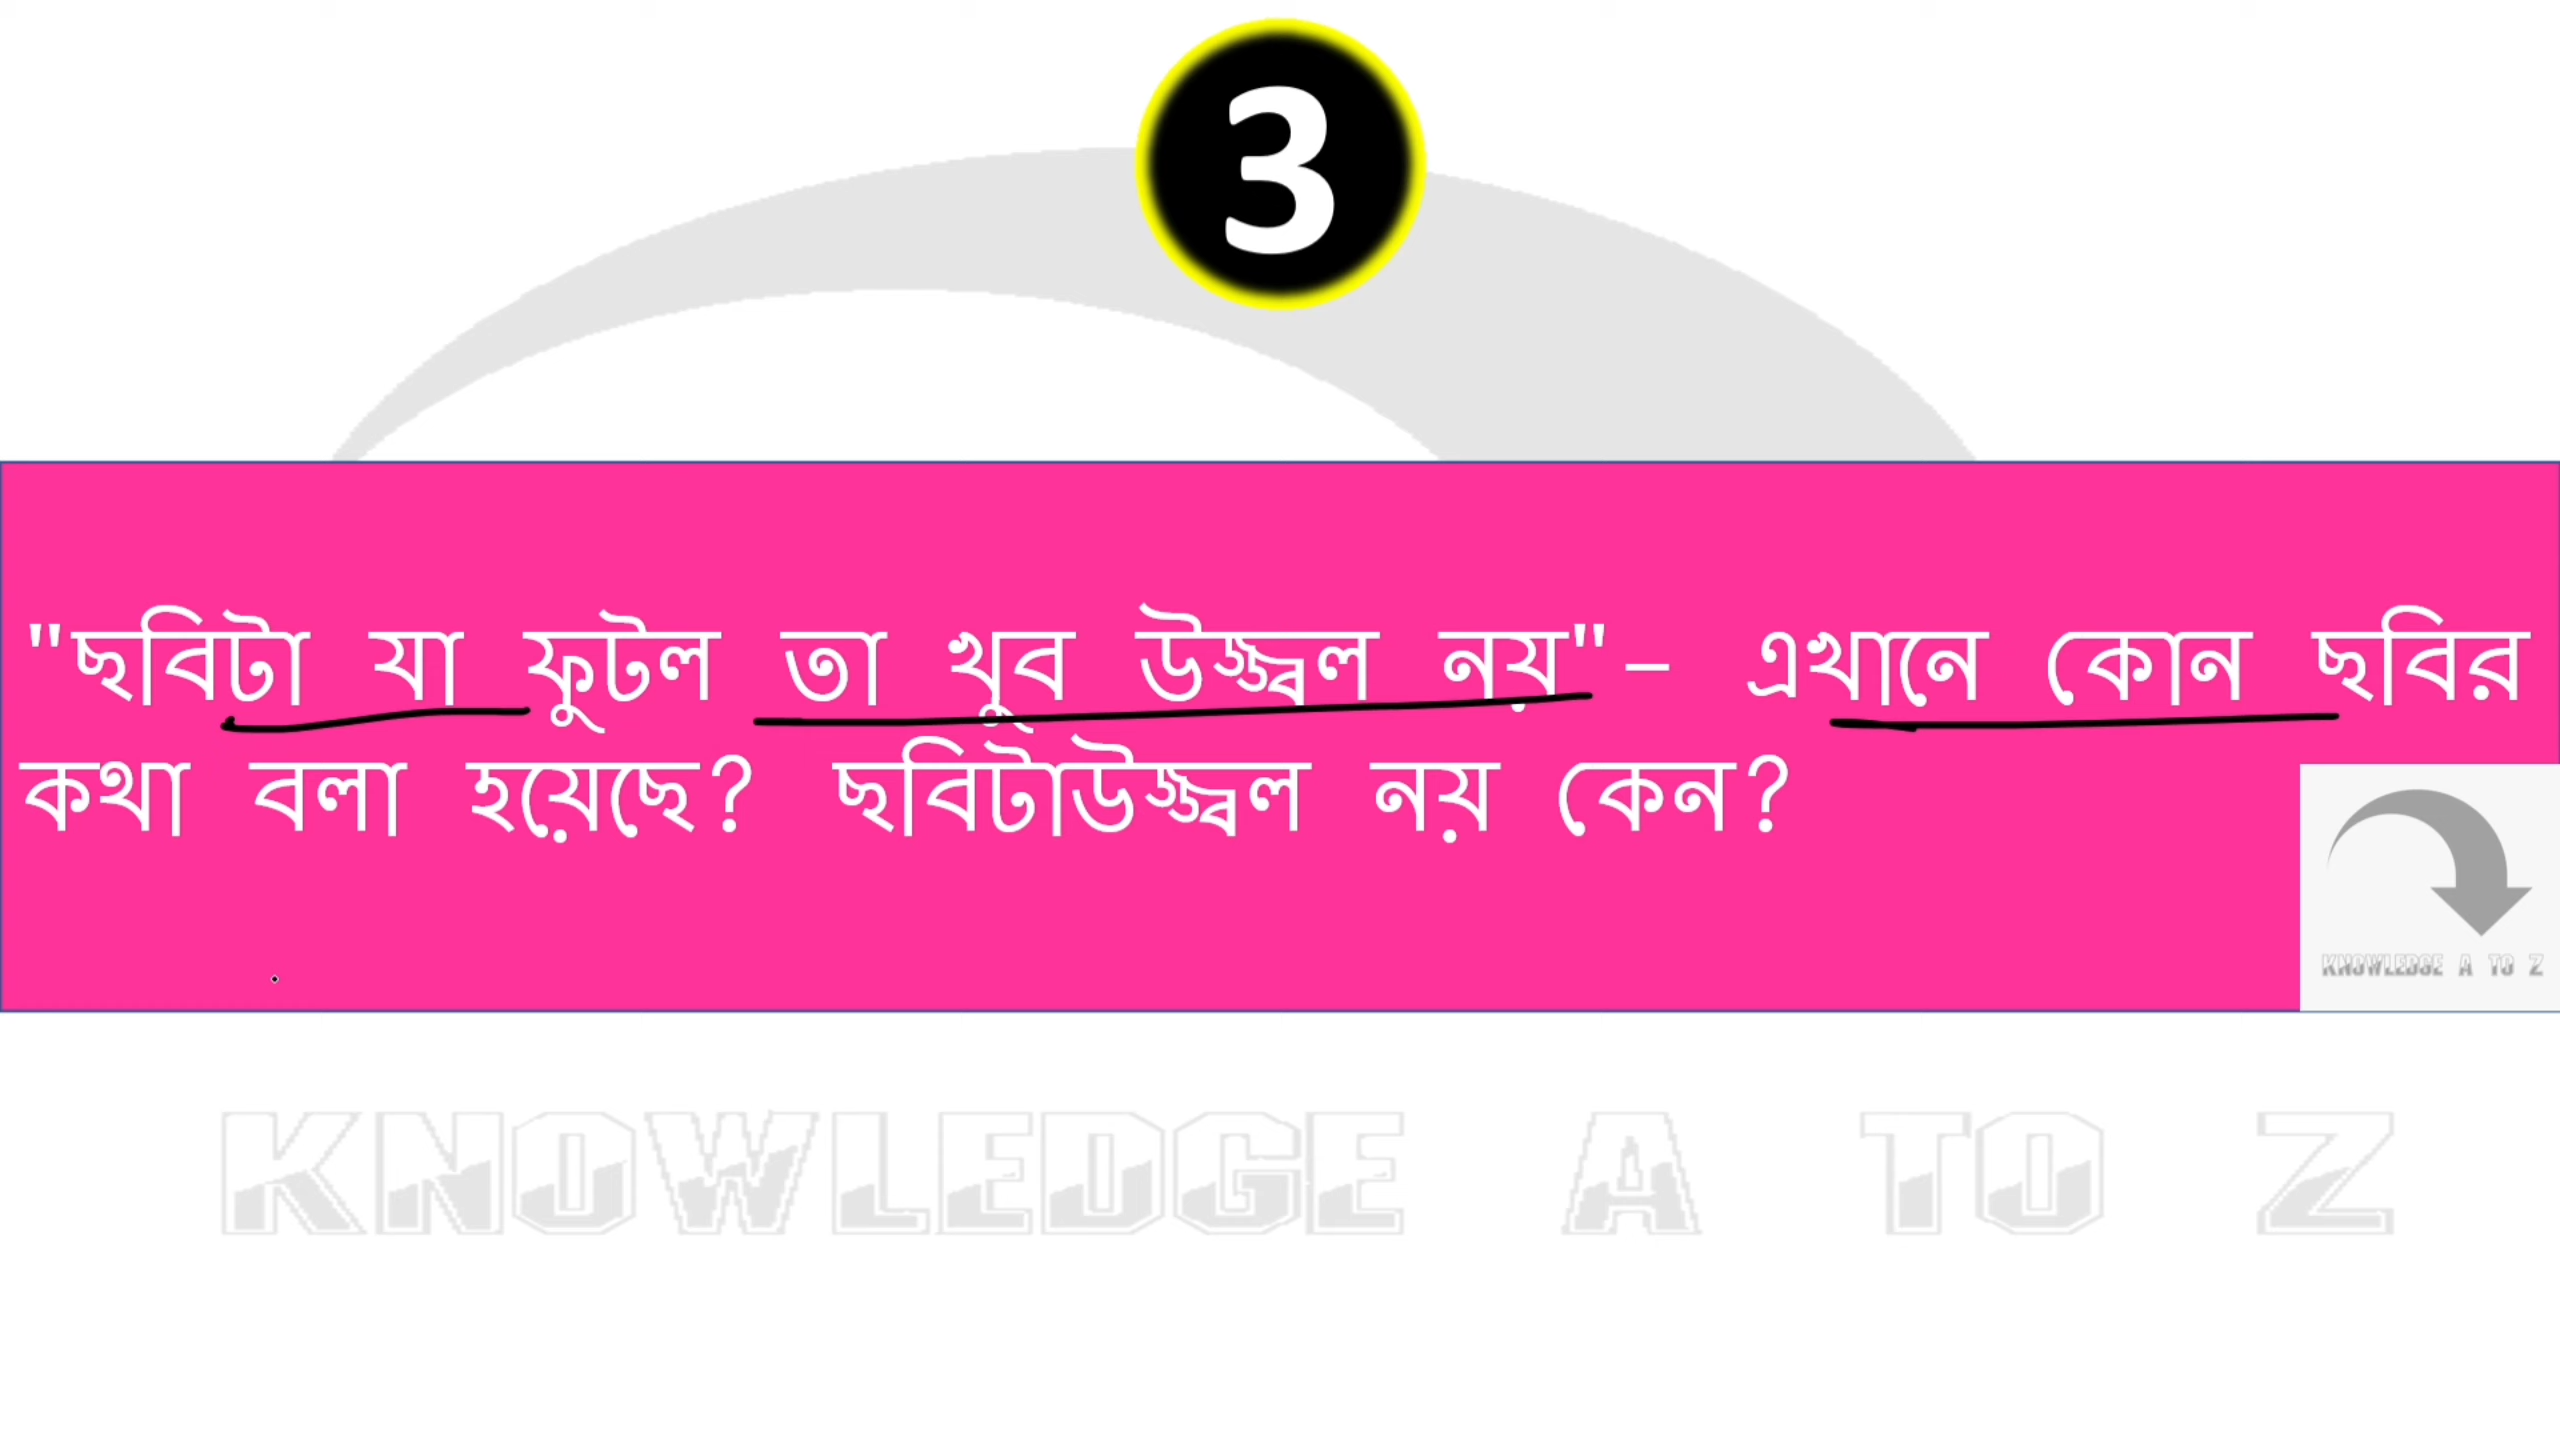 3
"ছবিটা যা ফুটল তা খুব উজ্জ্বল নয়"– এখানে কোন ছবির
কথা বলা হয়েছে? ছবিটাউজ্জ্বল নয় কেন?
KNOWLEDGE A TO Z
KNOWLEDGE A TO Z